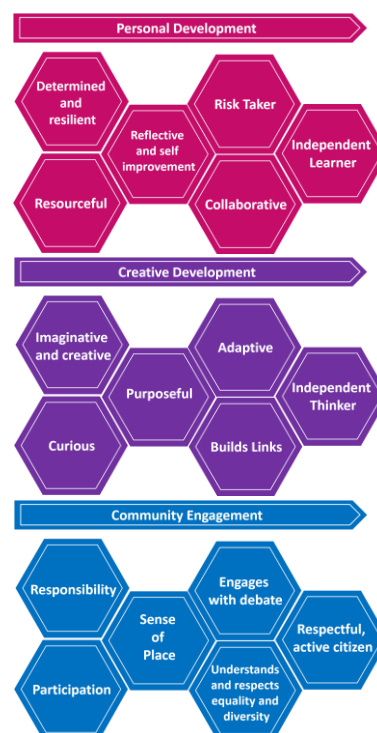 Personal Development
Determined
and
resilient
Risk Taker
Reflective
and self
improvement
Independent
Learner
Resourceful
Collaborative
Creative Development
Imaginative
and creative
Adaptive
Purposeful
Independent
Thinker
Curious
Builds Links
Community Engagement
Responsibility
Engages
with debate
Sense
of
Place
Respectful,
active citizen
Participation
Understands
and respects
equality and
diversity